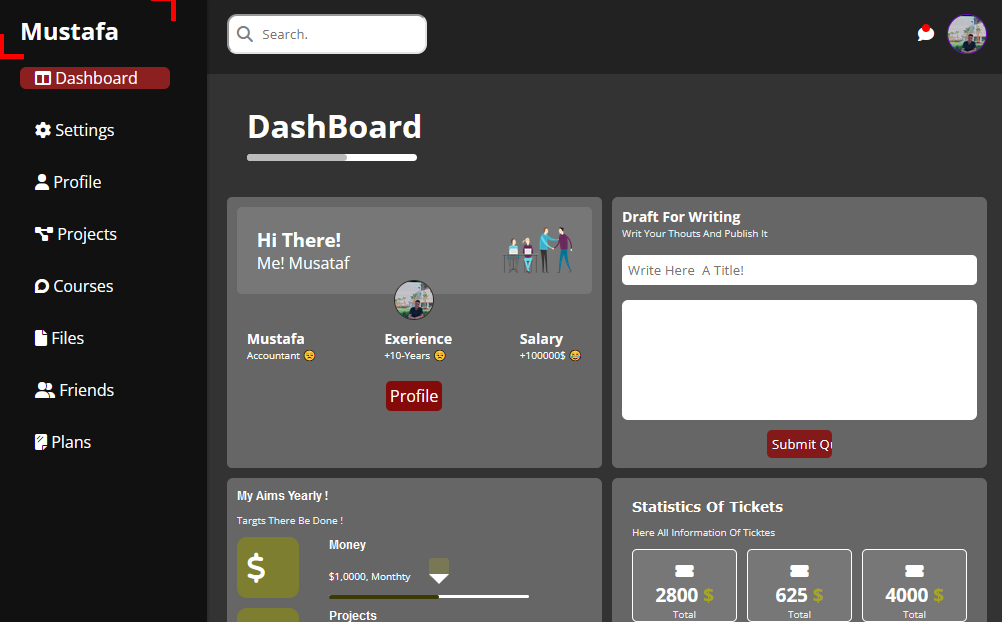 Mustafa
Search.
Dashboard
Settings
Profile
Projects
Courses
Files
Friends
Plans
DashBoard
Hi There!
Me! Musataf
Mustafa
Accountant 😣
Exerience
+10-Years 😣
Salary
+100000$ 😂
Profile
Draft For Writing
Writ Your Thouts And Publish It
Write Here A Title!
Submit Qu
My Aims Yearly !
Targts There Be Done !
$
Money
$1,0000, Monthty
Projects
Statistics Of Tickets
Here All Information Of Ticktes
2800 $
Total
625 $
Total
4000 $
Total